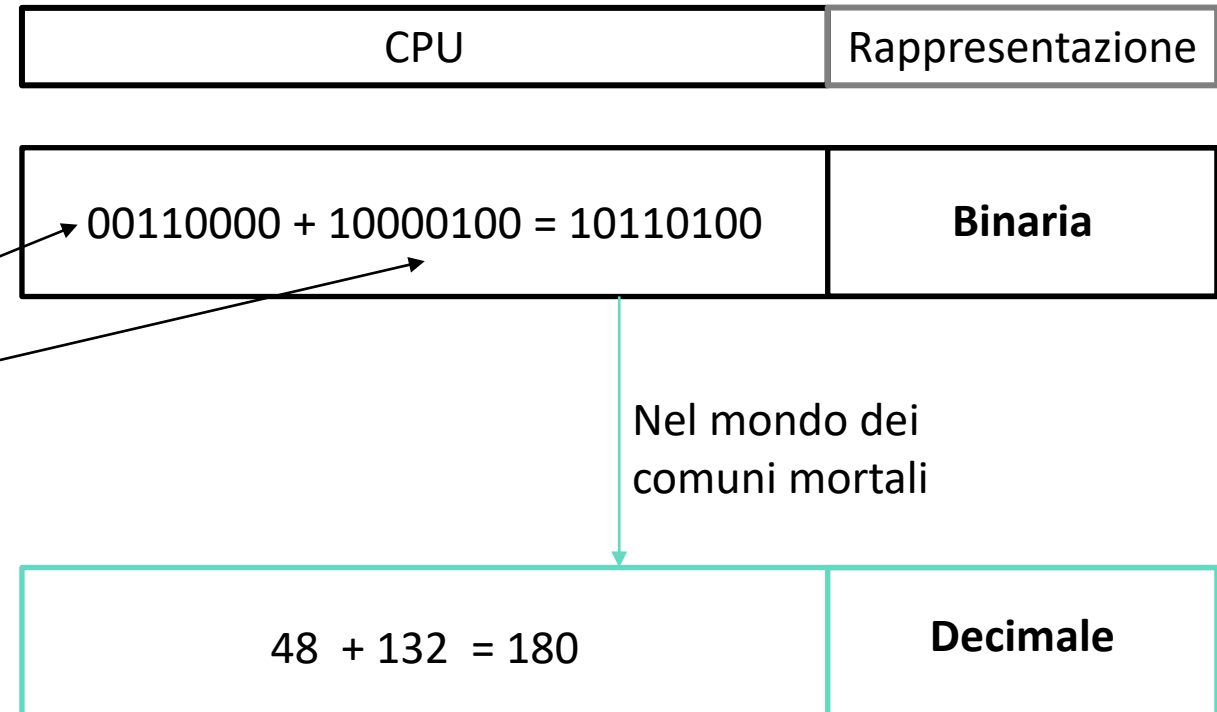 CPU
Rappresentazione
00110000 + 10000100 = 10110100
Binaria
Nel mondo dei
comuni mortali
48 + 132 = 180
Decimale